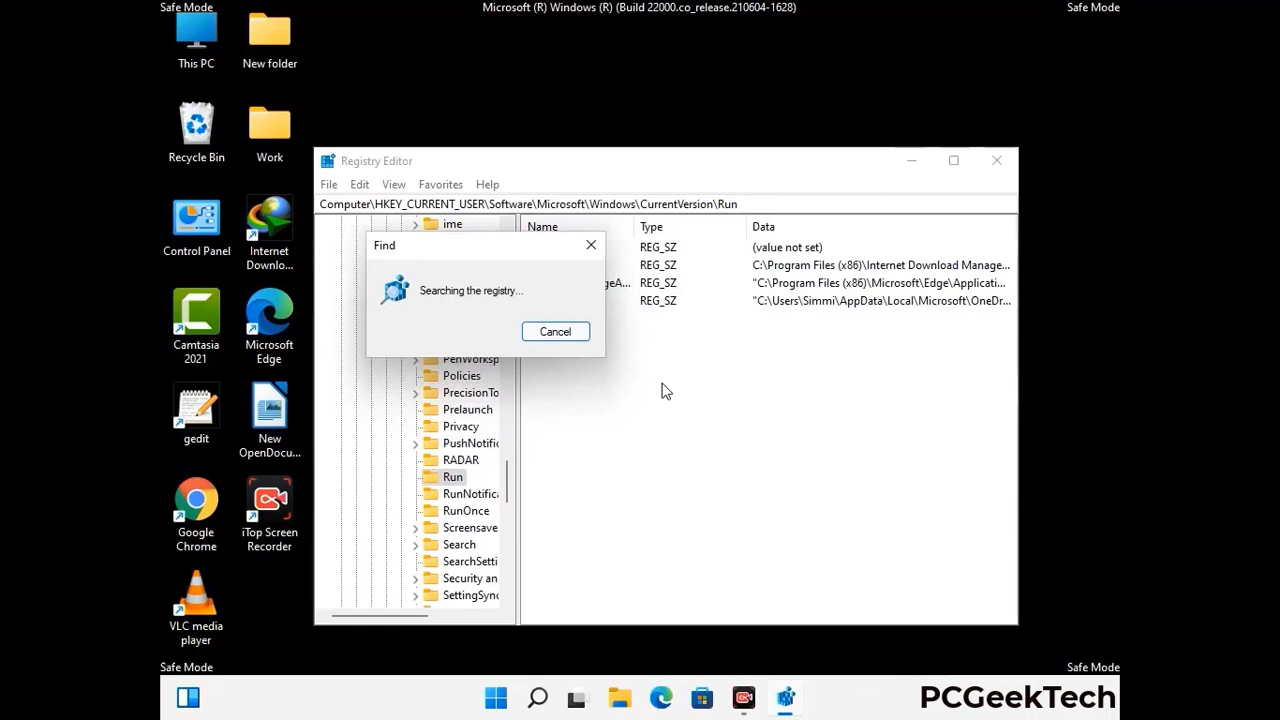 Safe Mode
Microsoft (R) Windows (R) (Build 22000.co_release.210604-1628)
Safe Mode
This PC
New folder
Recycle Bin
Work
Control Panel
Internet
Downlo...
Camtasia
2021
Microsoft
Edge
gedit
New
OpenDocu...
Google
Chrome
iTop Screen
Recorder
VLC media
player
Registry Editor
File
Edit
View
Favorites
Help
Computer\HKEY_CURRENT_USER\Software\Microsoft\Windows\CurrentVersion\Run
ime
Name
Type
Data
REG_SZ
(value not set)
REG_SZ
C:\Program Files (x86)\Internet Download Manage...
geA...
REG_SZ
"C:\Program Files (x86)\Microsoft\Edge\Applicati...
REG_SZ
"C:\Users\Simmi\AppData\Local\Microsoft\OneDr...
Find
Searching the registry...
Cancel
PenWorksp
Policies
PrecisionTo
Prelaunch
Privacy
PushNotific
RADAR
Run
RunNotifica
RunOnce
Screensave
Search
SearchSetti
Security an
SettingSync
Safe Mode
Safe Mode
PCGeekTech